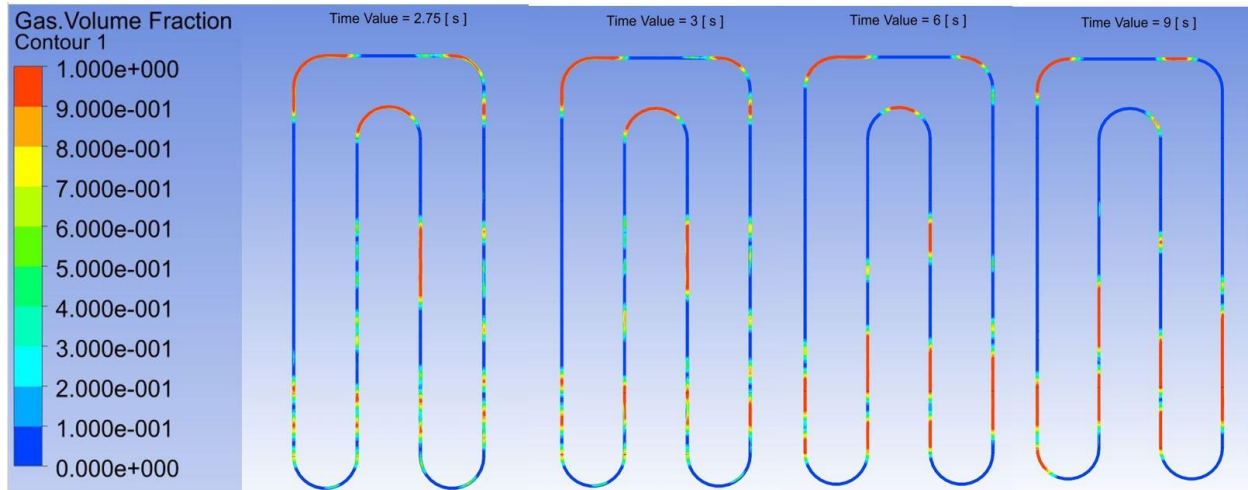 Gas.Volume Fraction
Contour 1
1.000e+000
9.000e-001
8.000e-001
7.000e-001
6.000e-001
5.000e-001
4.000e-001
3.000e-001
2.000e-001
1.000e-001
0.000e+000
Time Value = 2.75 [ s ]
Time Value = 3 [ s ]
Time Value = 6 [ s ]
Time Value = 9 [ s ]